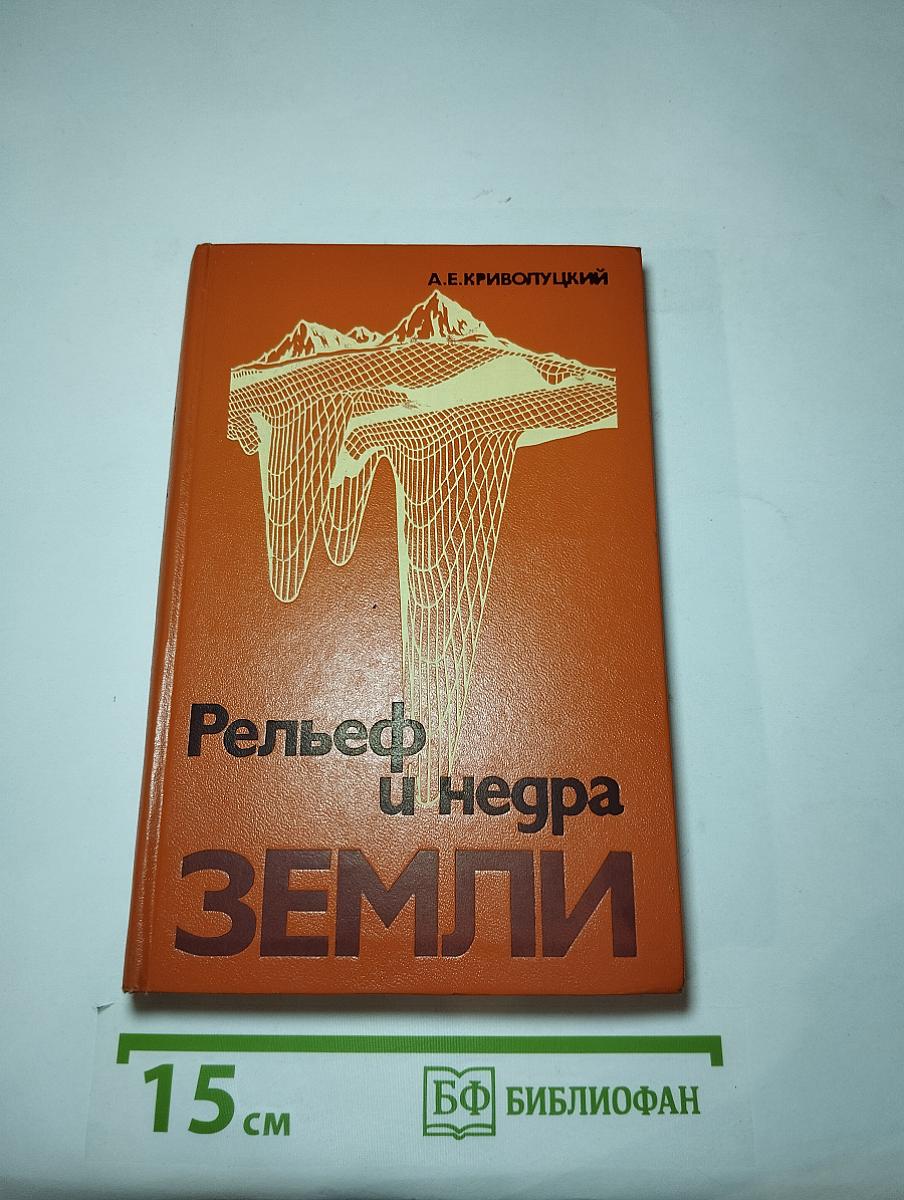 А.Е.КРИВОЛУЦКИЙ
Рельеф
и недра
ЗЕМЛИ
15 см
БФ БИБЛИОФАН